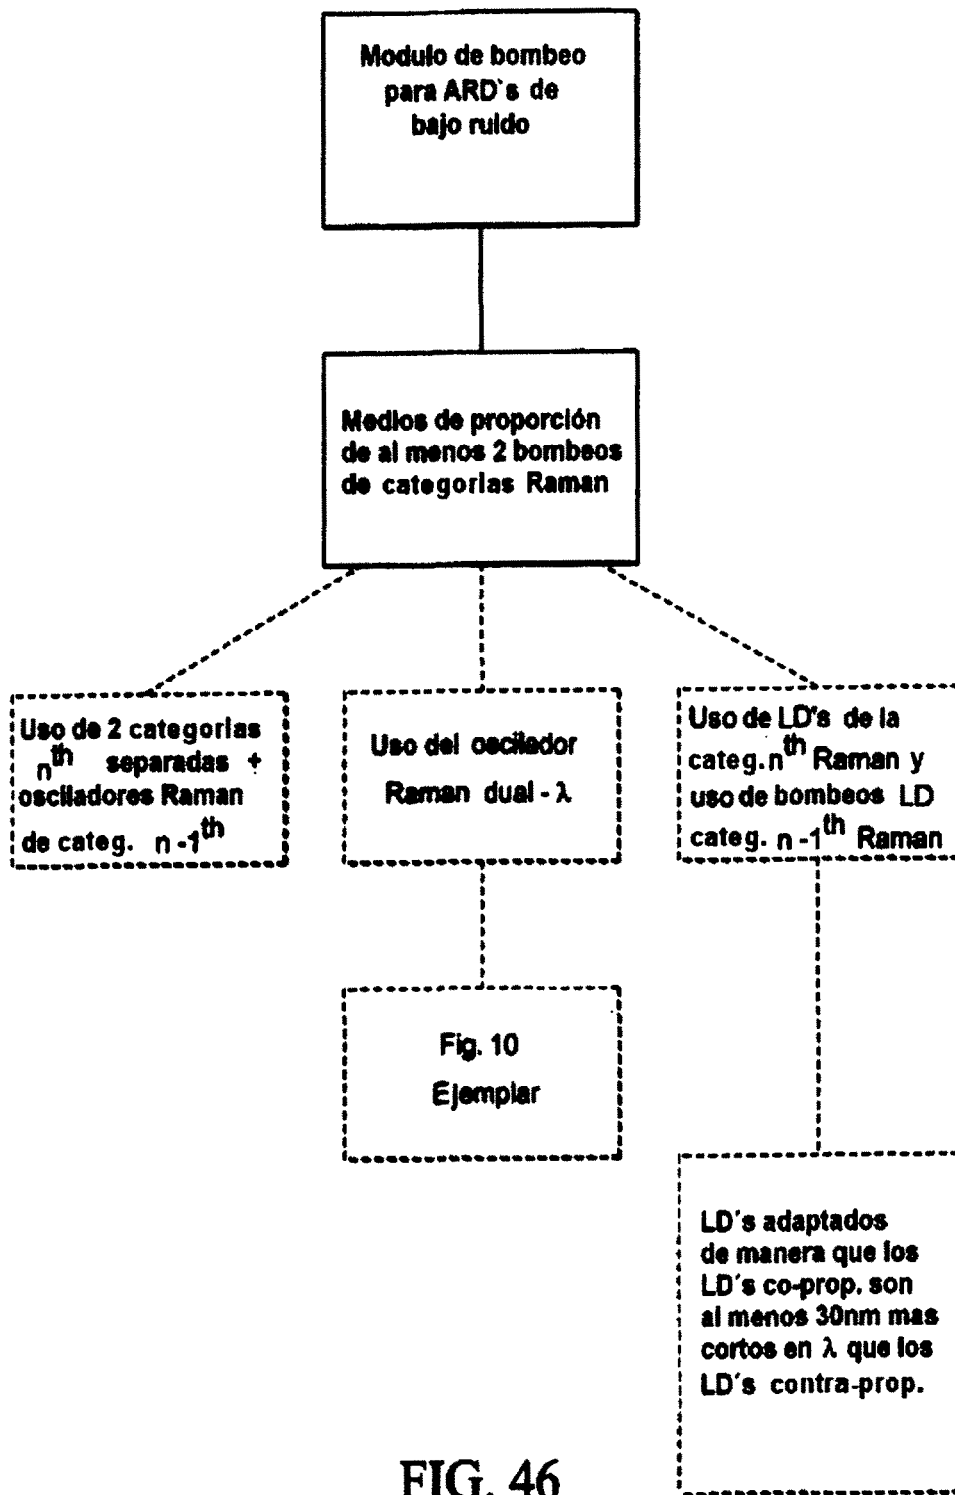 Modulo de bombeo
para ARD`s de
bajo ruido
Medios de proporción
de al menos 2 bombeos
de categorias Raman
Uso de 2 categorias
n^th separadas +
osciladores Raman
de categ. n -1^th
Uso del oscilador
Raman dual - λ
Uso de LD's de la
categ. n^th Raman y
uso de bombeos LD
categ. n -1^th Raman
Fig. 10
Ejemplar
LD´s adaptados
de manera que los
LD´s co-prop. son
al menos 30nm mas
cortos en λ que los
LD´s contra-prop.
FIG. 46